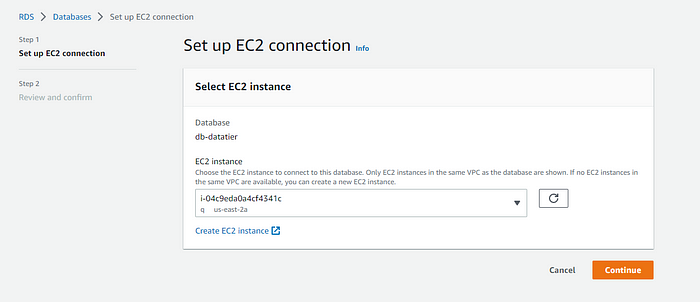 RDS > Databases > Set up EC2 connection
Step 1
Set up EC2 connection
Step 2
Review and confirm
Set up EC2 connection Info
Select EC2 instance
Database
db-datatier
EC2 instance
Choose the EC2 instance to connect to this database. Only EC2 instances in the same VPC as the database are shown. If no EC2 instances in
the same VPC are available, you can create a new EC2 instance.
i-04c9eda0a4cf4341c
q us-east-2a
Create EC2 instance
Cancel
Continue